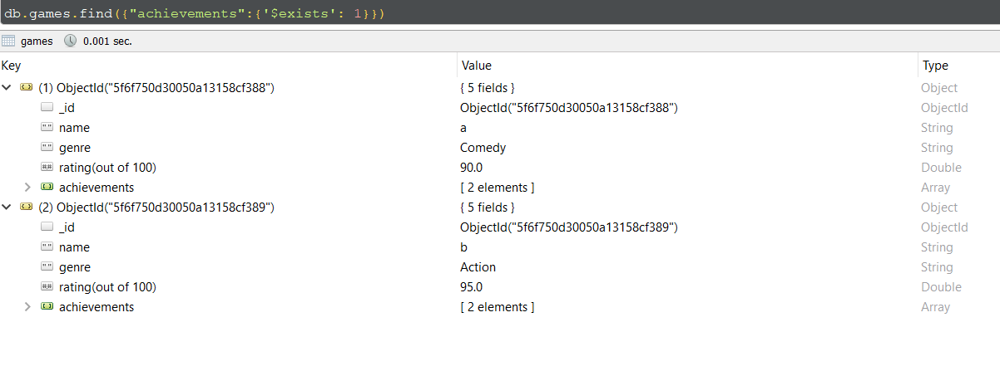 db.games.find({"achievements":{'$exists': 1}})
games 0.001 sec.
Key Value Type
(1) ObjectId("5f6f750d30050a13158cf388") { 5 fields } Object
_id ObjectId("5f6f750d30050a13158cf388") ObjectId
name a String
genre Comedy String
rating(out of 100) 90.0 Double
achievements [ 2 elements ] Array
(2) ObjectId("5f6f750d30050a13158cf389") { 5 fields } Object
_id ObjectId("5f6f750d30050a13158cf389") ObjectId
name b String
genre Action String
rating(out of 100) 95.0 Double
achievements [ 2 elements ] Array